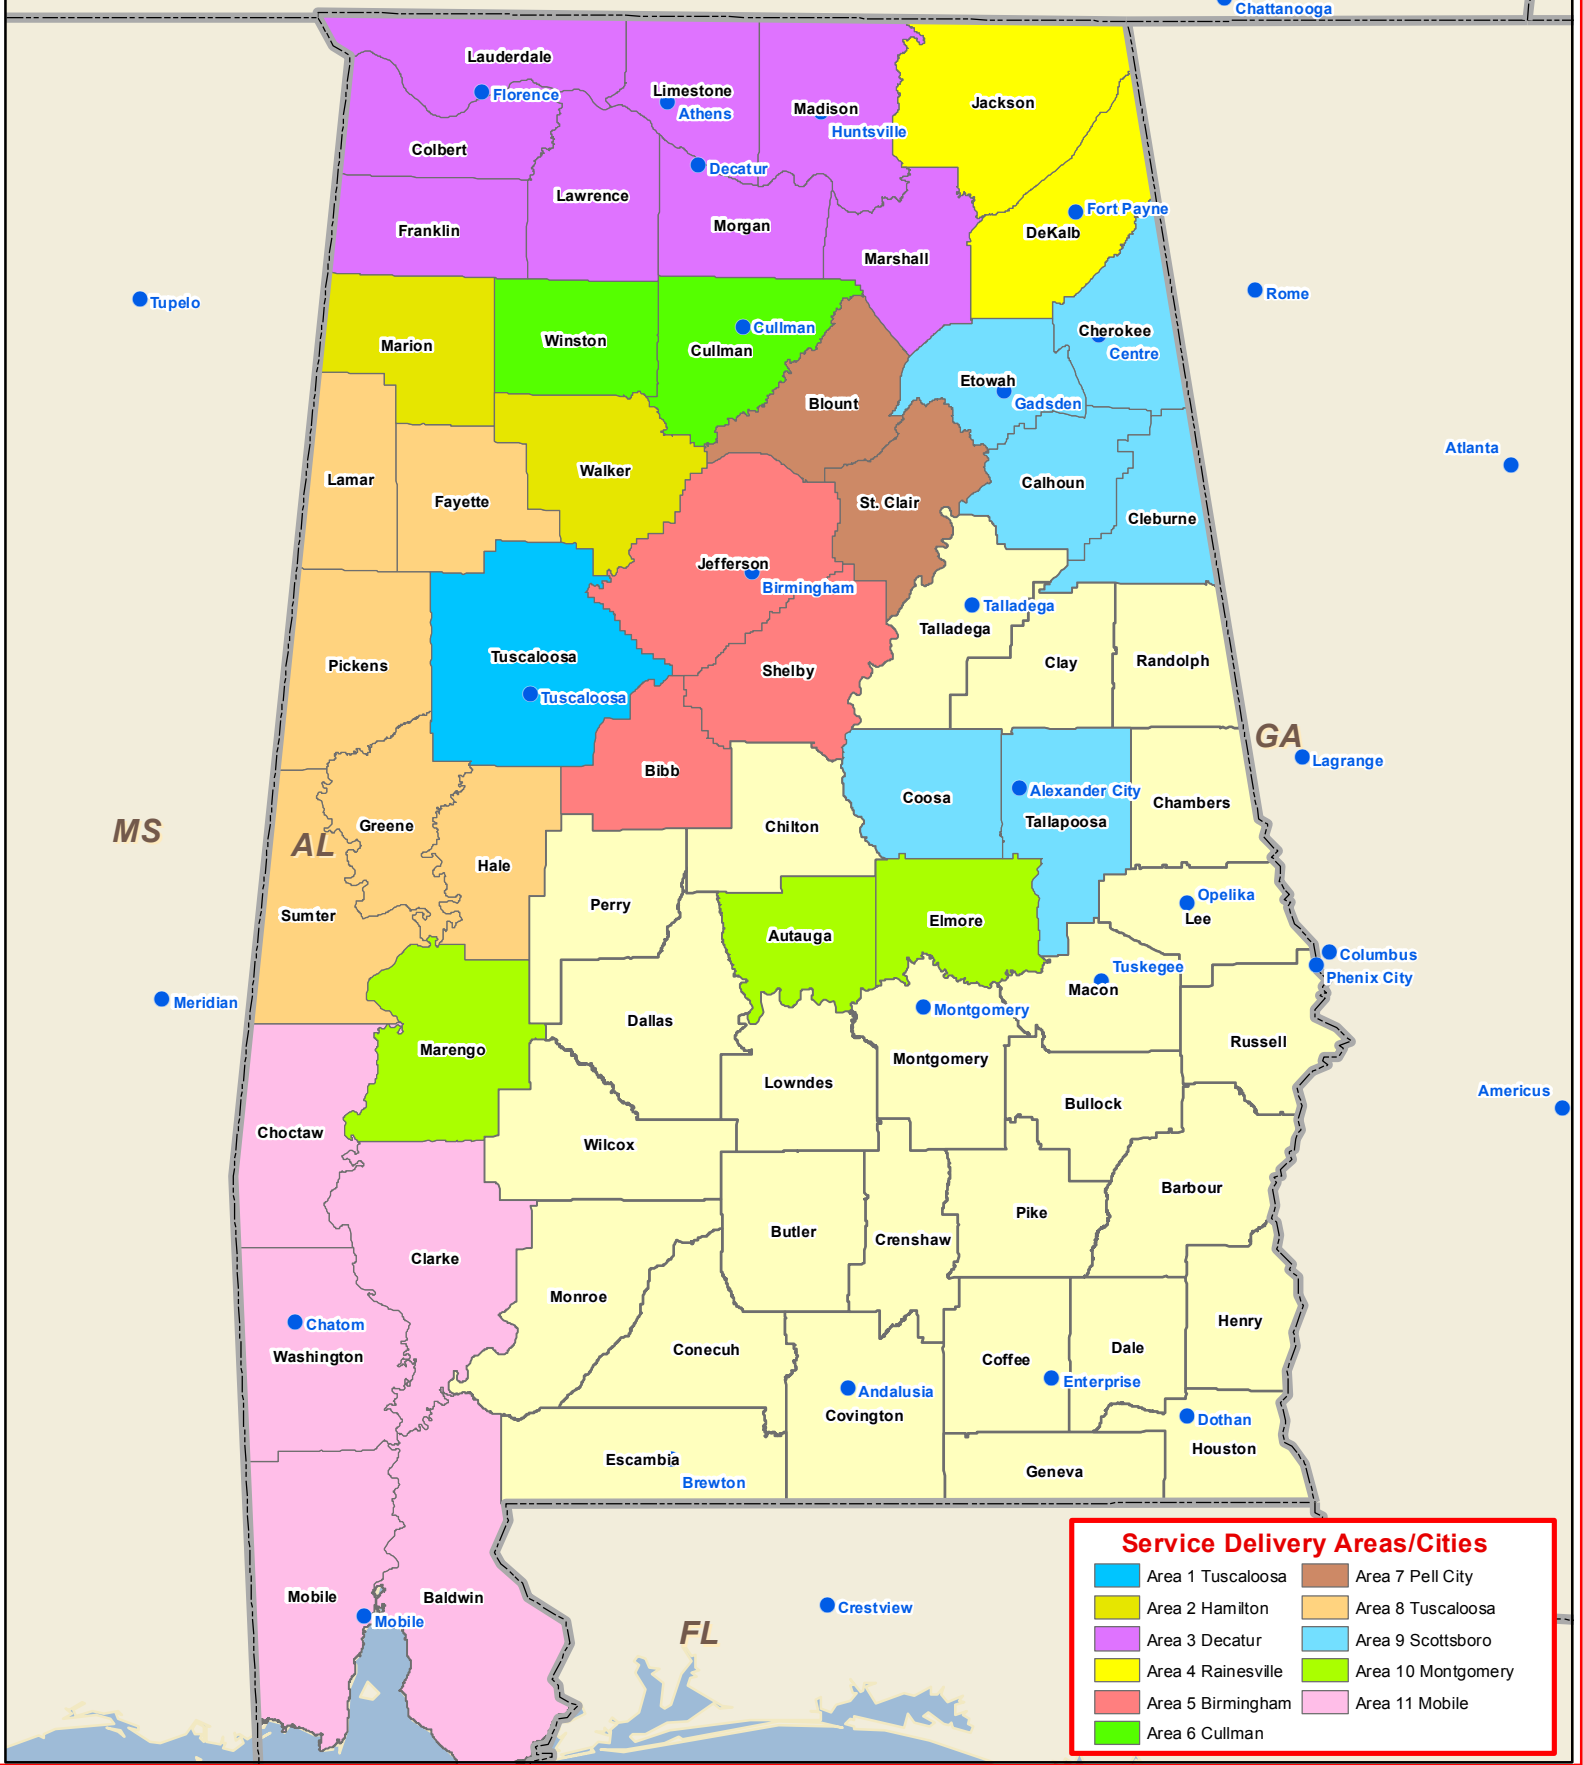 Chattanooga
Lauderdale
Florence
Limestone
Athens
Madison
Huntsville
Jackson
Colbert
Decatur
Lawrence
Franklin
Morgan
Marshall
Fort Payne
DeKalb
Tupelo
Rome
Marion
Winston
Cullman
Cullman
Cherokee
Centre
Etowah
Gadsden
Blount
Atlanta
Lamar
Fayette
Walker
St. Clair
Calhoun
Cleburne
Jefferson
Birmingham
Talladega
Talladega
Pickens
Tuscaloosa
Tuscaloosa
Shelby
Clay
Randolph
GA
Lagrange
Bibb
Coosa
Alexander City
Tallapoosa
Chambers
MS
AL
Greene
Hale
Chilton
Sumter
Perry
Autauga
Elmore
Opelika
Lee
Columbus
Phenix City
Tuskegee
Macon
Meridian
Marengo
Dallas
Montgomery
Montgomery
Russell
Lowndes
Bullock
Americus
Choctaw
Wilcox
Barbour
Pike
Butler
Crenshaw
Clarke
Monroe
Chatom
Washington
Conecuh
Coffee
Dale
Henry
Enterprise
Andalusia
Covington
Dothan
Houston
Escambia
Brewton
Geneva
Mobile
Mobile
Baldwin
Crestview
FL
Service Delivery Areas/Cities
Area 1 Tuscaloosa
Area 2 Hamilton
Area 3 Decatur
Area 4 Rainesville
Area 5 Birmingham
Area 6 Cullman
Area 7 Pell City
Area 8 Tuscaloosa
Area 9 Scottsboro
Area 10 Montgomery
Area 11 Mobile